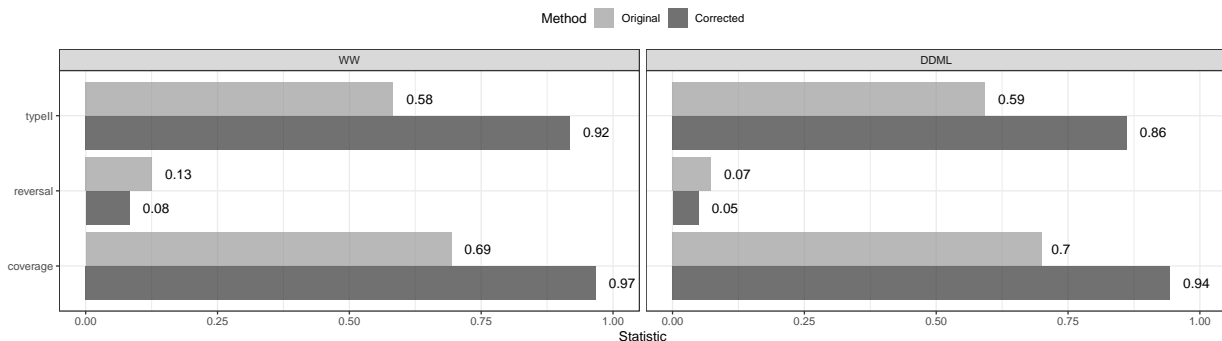 Method Original Corrected
WW DDML
typeII 0.58 0.92 0.59 0.86
reversal 0.13 0.08 0.07 0.05
coverage 0.69 0.97 0.7 0.94
0.00 0.25 0.50 0.75 1.00 0.00 0.25 0.50 0.75 1.00
Statistic